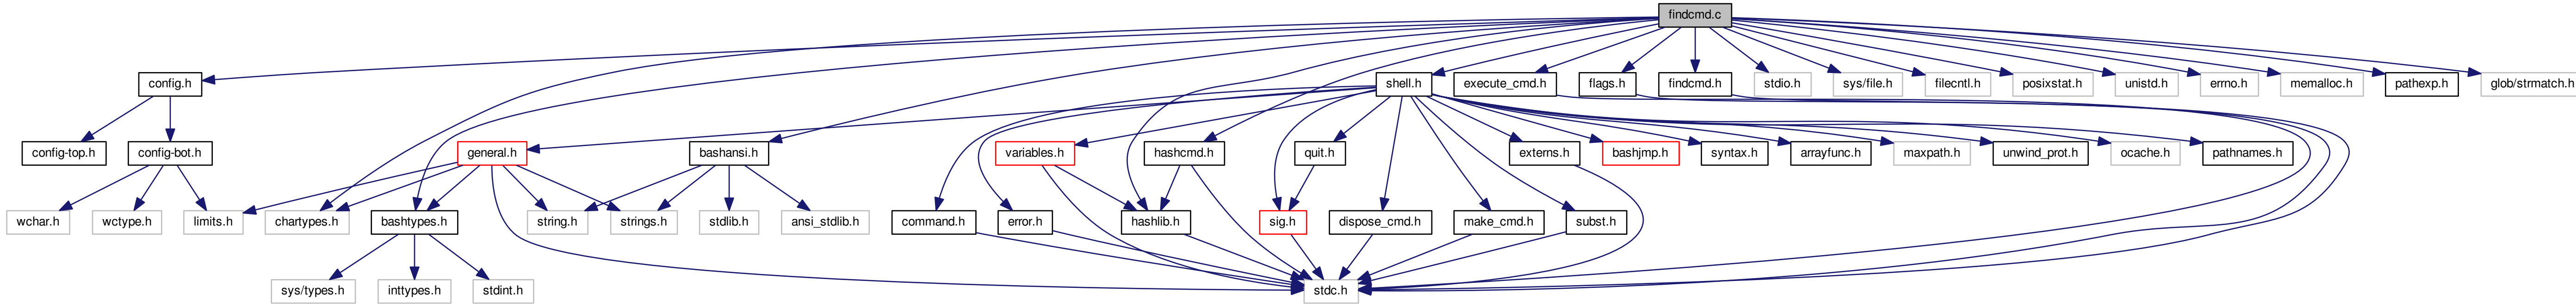 findcmd.c
config.h
shell.h
execute_cmd.h
flags.h
findcmd.h
stdio.h
sys/file.h
filecntl.h
posixstat.h
unistd.h
errno.h
memalloc.h
pathexp.h
glob/strmatch.h
config-top.h
config-bot.h
general.h
bashansi.h
variables.h
hashcmd.h
quit.h
externs.h
bashjmp.h
syntax.h
arrayfunc.h
maxpath.h
unwind_prot.h
ocache.h
pathnames.h
wchar.h
wctype.h
limits.h
chartypes.h
bashtypes.h
string.h
strings.h
stdlib.h
ansi_stdlib.h
command.h
error.h
hashlib.h
sig.h
dispose_cmd.h
make_cmd.h
subst.h
sys/types.h
inttypes.h
stdint.h
stdc.h